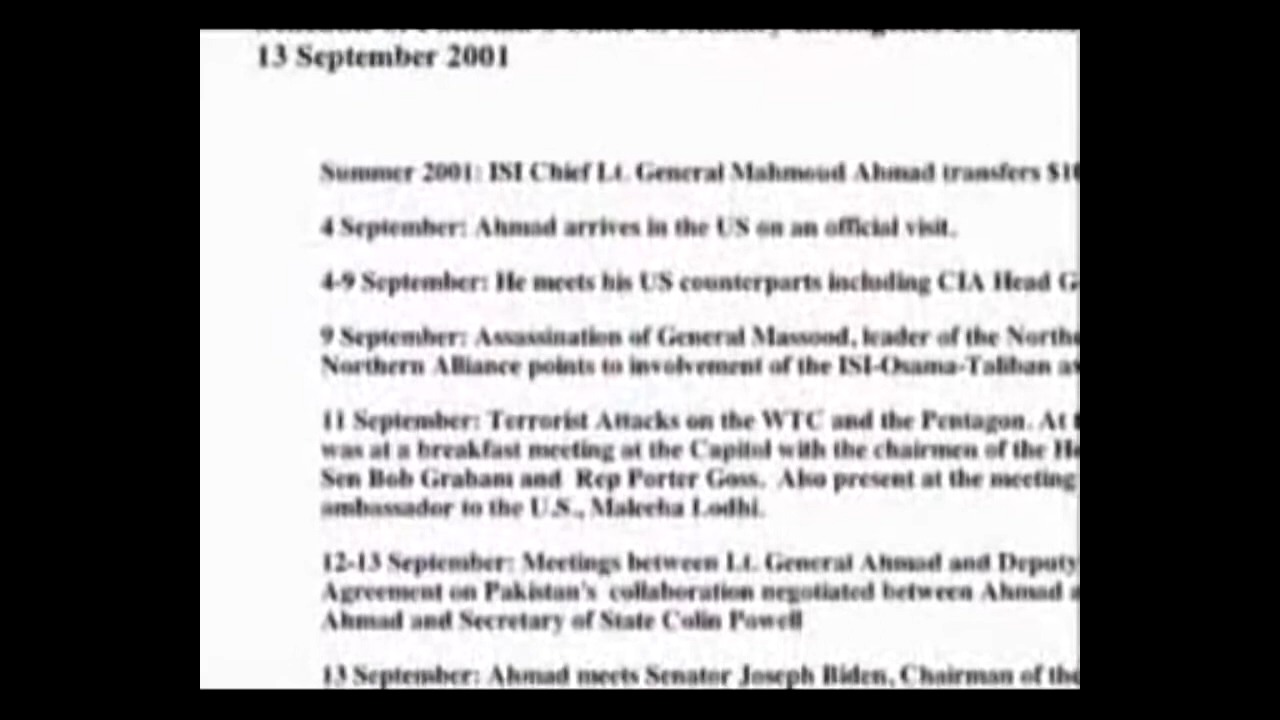 13 September 2001
Summer 2001: ISI Chief Lt. General Mahmoud Ahmad transfers $10
4 September: Ahmad arrives in the US on an official visit.
4-9 September: He meets his US counterparts including CIA Head G
9 September: Assassination of General Massood, leader of the Northe
Northern Alliance points to involvement of the ISI-Osama-Taliban ax
11 September: Terrorist Attacks on the WTC and the Pentagon. At t
was at a breakfast meeting at the Capitol with the chairmen of the Ho
Sen Bob Graham and Rep Porter Goss. Also present at the meeting
ambassador to the U.S., Maleeha Lodhi.
12-13 September: Meetings between Lt. General Ahmad and Deputy
Agreement on Pakistan's collaboration negotiated between Ahmad a
Ahmad and Secretary of State Colin Powell
13 September: Ahmad meets Senator Joseph Biden, Chairman of the